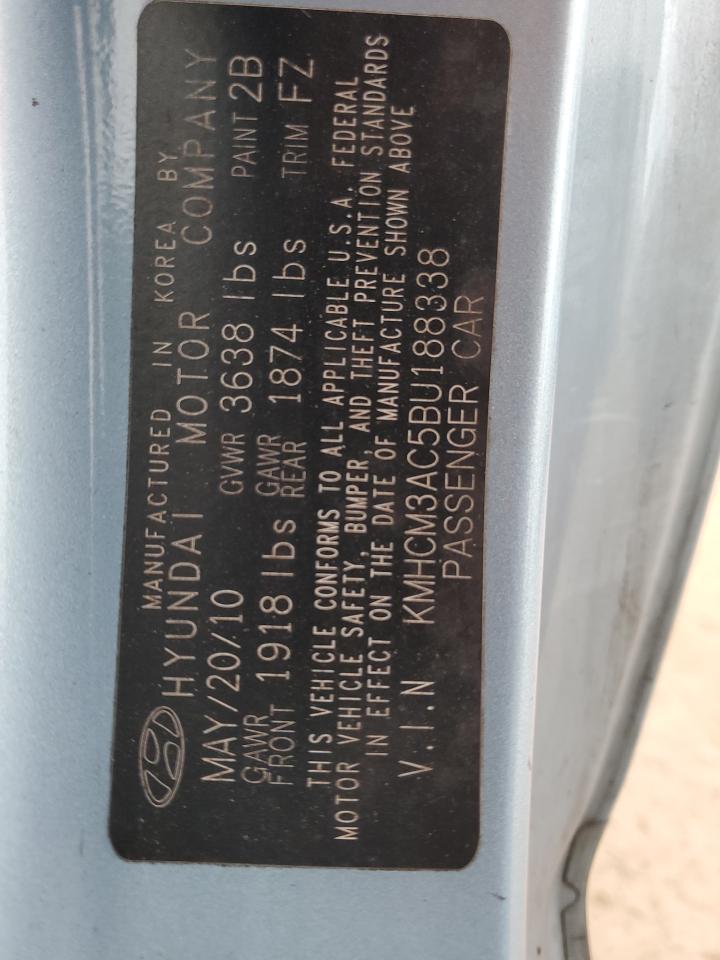 MANUFACTURED IN KOREA BY
HYUNDAI MOTOR COMPANY
MAY/20/10 GVWR 3638 lbs PAINT 2B
GAWR FRONT 1918 lbs GAWR REAR 1874 lbs TRIM FZ
THIS VEHICLE CONFORMS TO ALL APPLICABLE U.S.A. FEDERAL
MOTOR VEHICLE SAFETY, BUMPER, AND THEFT PREVENTION STANDARDS
IN EFFECT ON THE DATE OF MANUFACTURE SHOWN ABOVE
V.I.N KMHCM3AC5BU188338
PASSENGER CAR